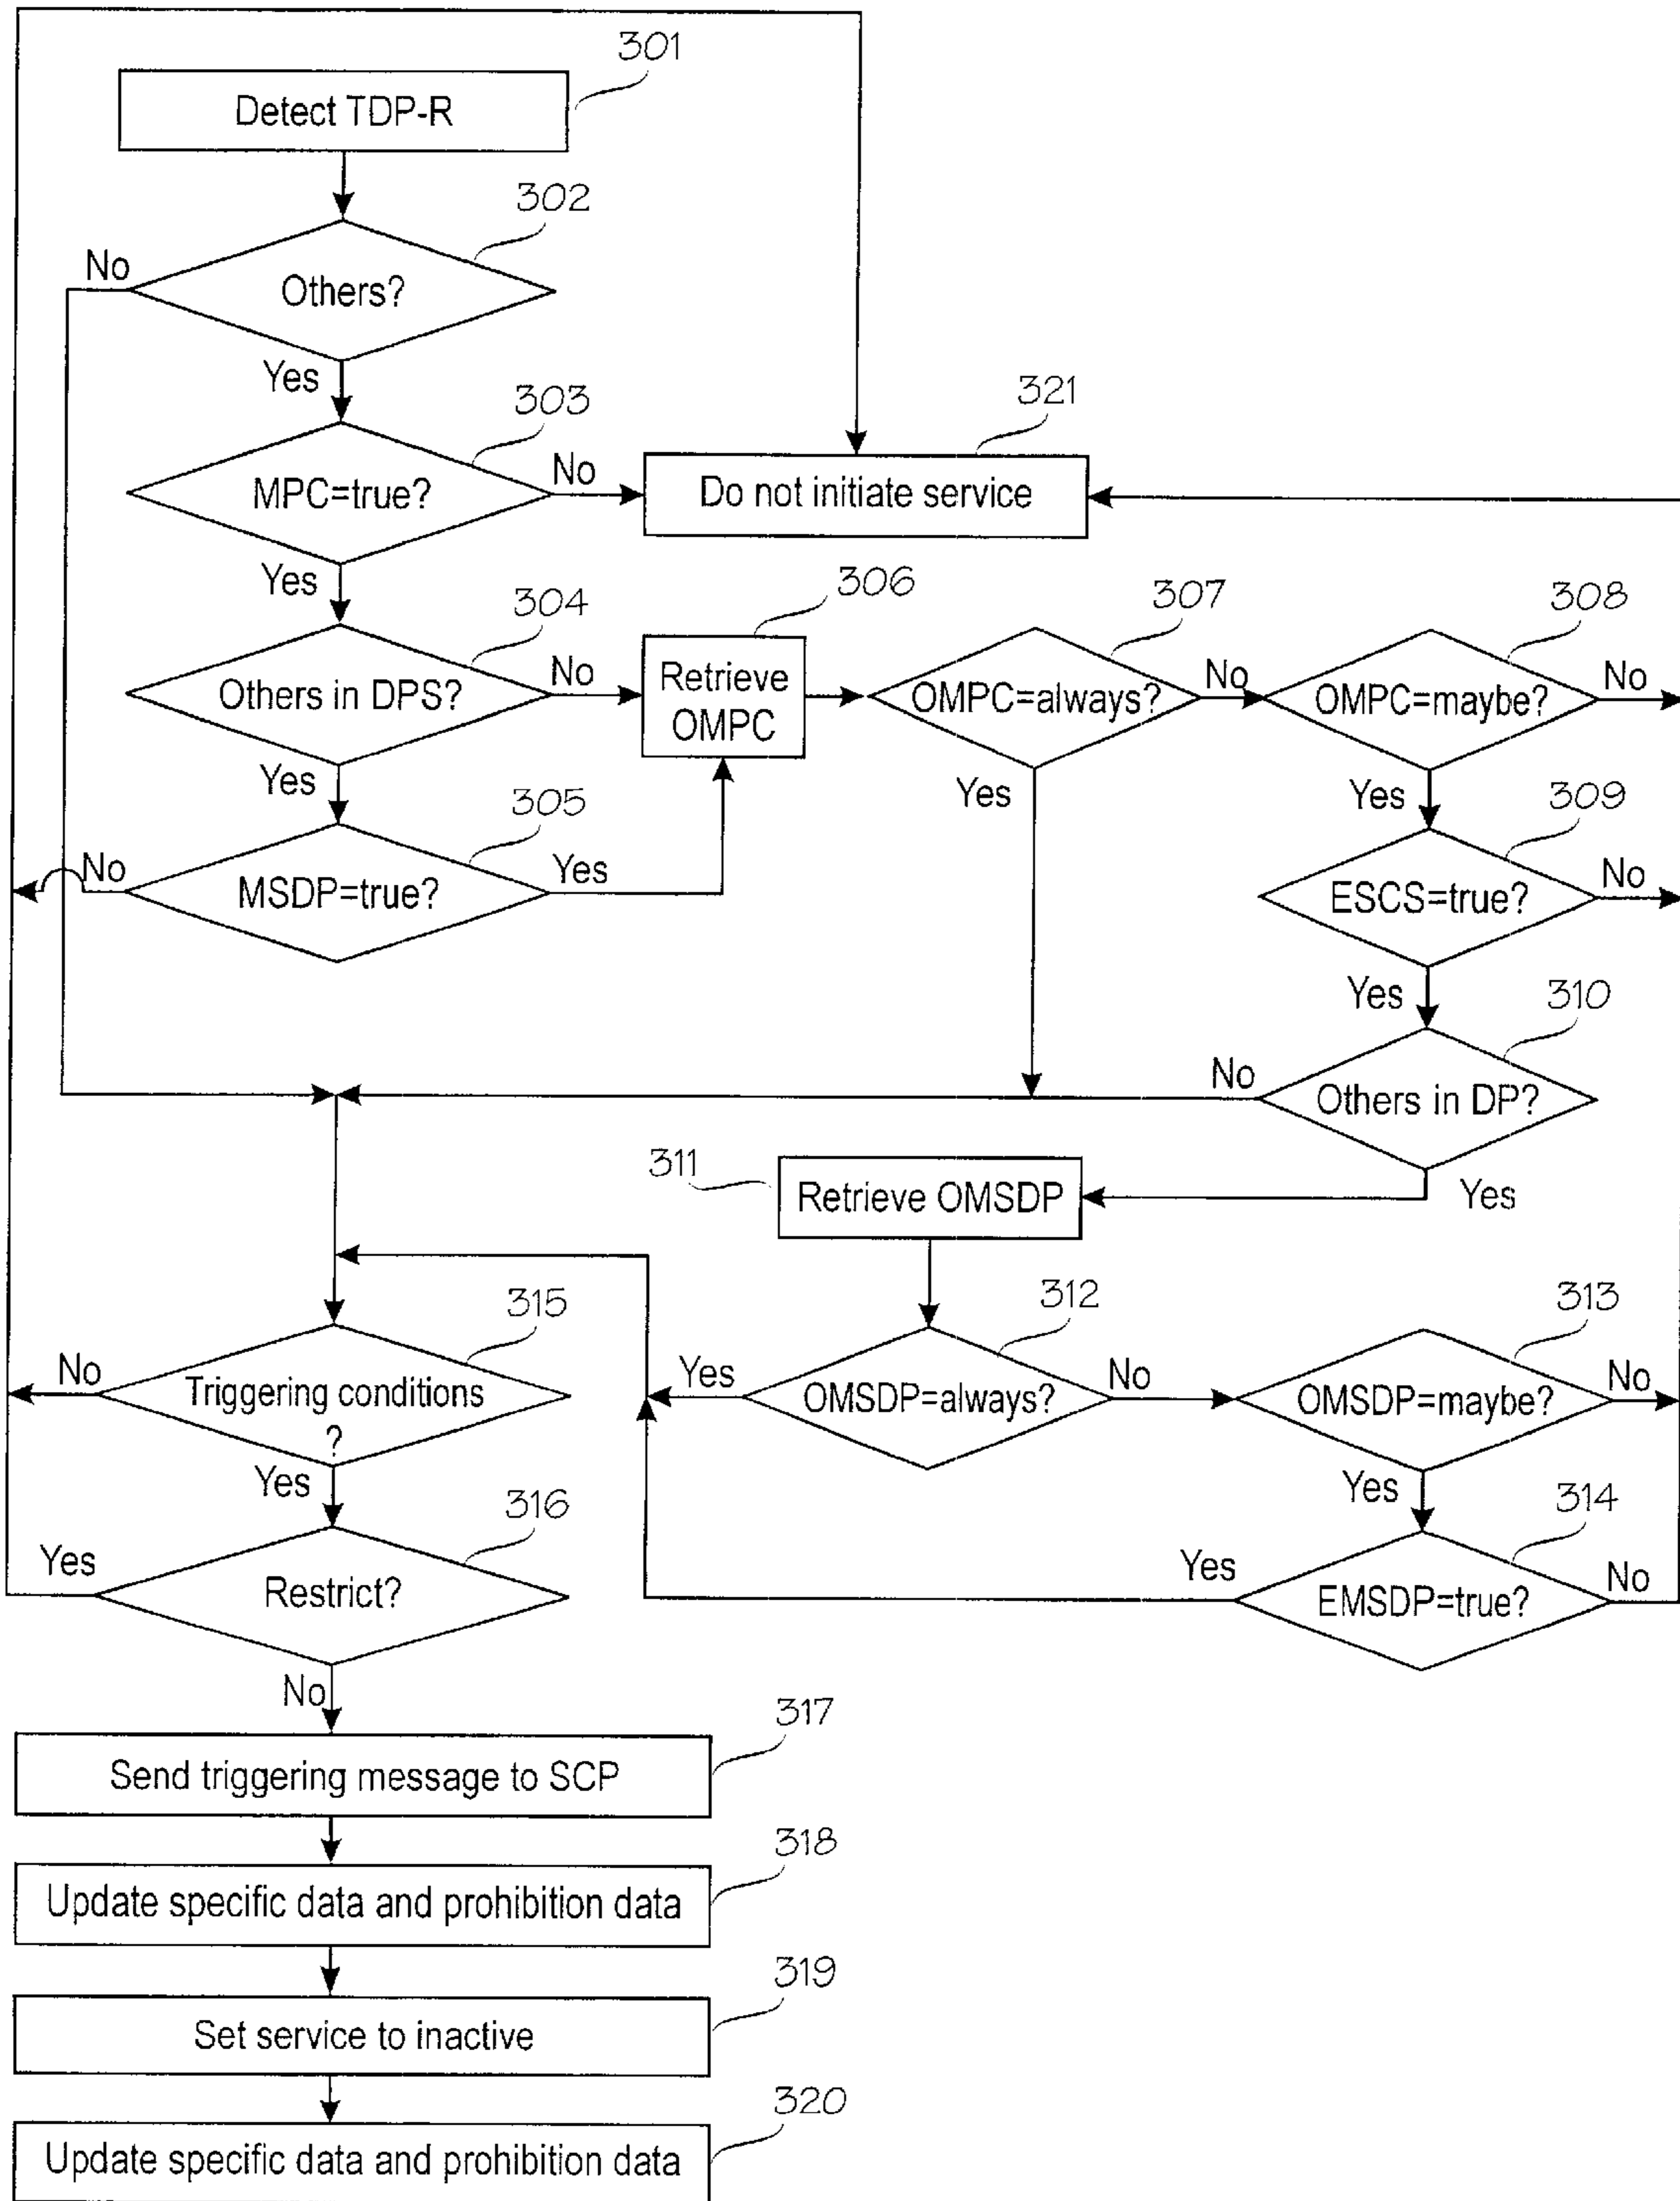 301
Detect TDP-R
302
No
Others?
Yes
303
321
MPC=true?
No
Do not initiate service
Yes
304
306
307
308
Others in DPS?
No
Retrieve
OMPC
OMPC=always?
No
OMPC=maybe?
No
Yes
305
Yes
Yes
309
No
MSDP=true?
Yes
ESCS=true?
No
Yes
310
No
Others in DP?
311
Retrieve OMSDP
Yes
315
312
313
No
Triggering conditions
?
Yes
OMSDP=always?
No
OMSDP=maybe?
No
Yes
316
Yes
314
Yes
Restrict?
Yes
EMSDP=true?
No
No
317
Send triggering message to SCP
318
Update specific data and prohibition data
319
Set service to inactive
320
Update specific data and prohibition data